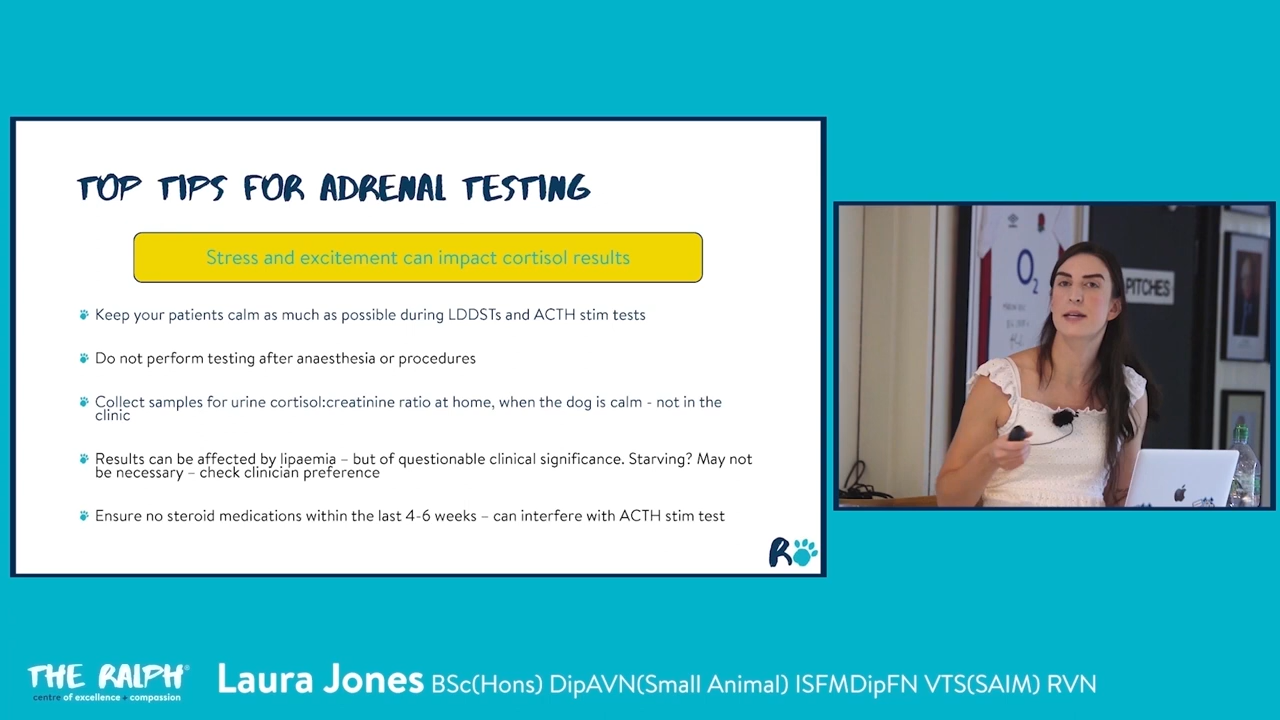 TOP TIPS FOR ADRENAL TESTING
Stress and excitement can impact cortisol results
Keep your patients calm as much as possible during LDDSTs and ACTH stim tests
Do not perform testing after anaesthesia or procedures
Collect samples for urine cortisol:creatinine ratio at home, when the dog is calm - not in the
clinic
Results can be affected by lipaemia – but of questionable clinical significance. Starving? May not
be necessary – check clinician preference
Ensure no steroid medications within the last 4-6 weeks – can interfere with ACTH stim test
R
O2
PITCHES
THE RALPH®
centre of excellence + compassion
Laura Jones BSc(Hons) DipAVN(Small Animal) ISFMDipFN VTS(SAIM) RVN